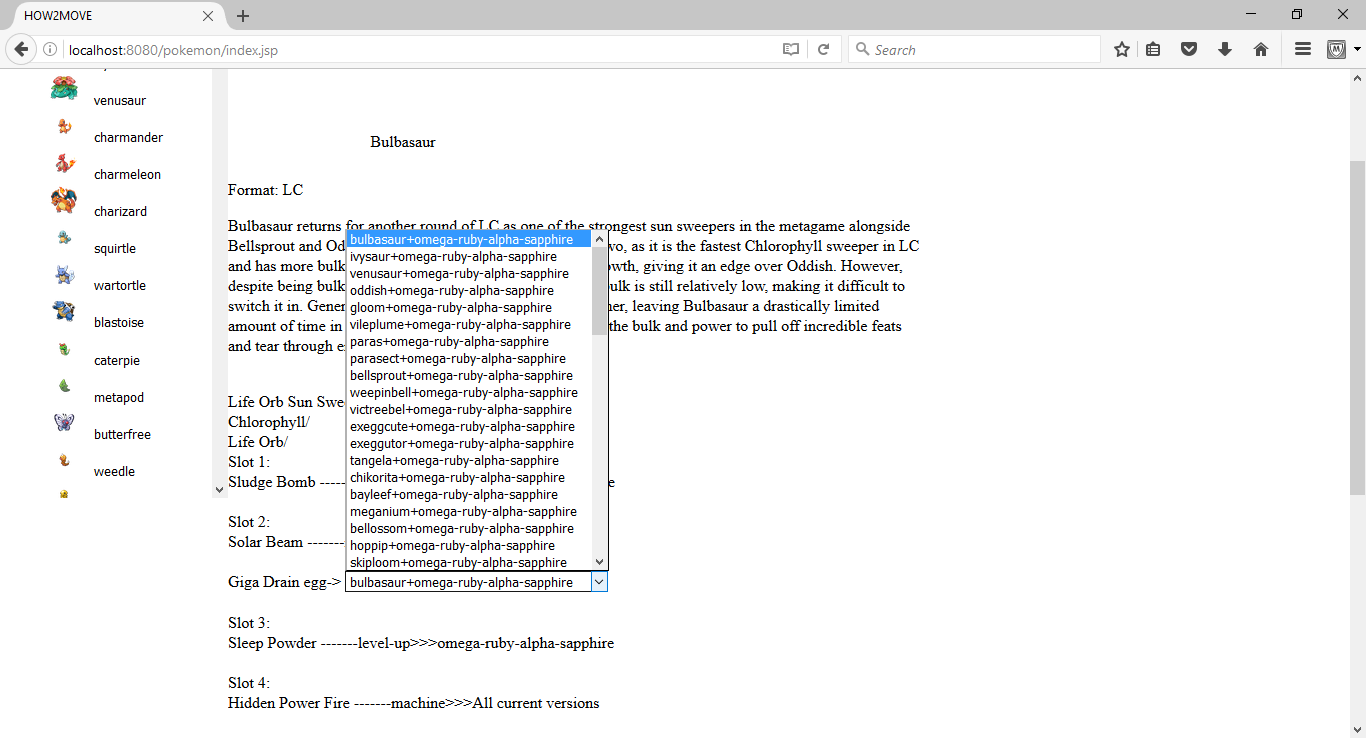 HOW2MOVE
localhost:8080/pokemon/index.jsp
Search
venusaur
charmander
charmeleon
charizard
squirtle
wartortle
blastoise
caterpie
metapod
butterfree
weedle
Bulbasaur
Format: LC
Bulbasaur returns for another round of LC as one of the strongest sun sweepers in the metagame alongside
Bellsprout and Od wo, as it is the fastest Chlorophyll sweeper in LC
and has more bulk owth, giving it an edge over Oddish. However,
despite being bulk ulk is still relatively low, making it difficult to
switch it in. Gener her, leaving Bulbasaur a drastically limited
amount of time in the bulk and power to pull off incredible feats
and tear through e
bulbasaur+omega-ruby-alpha-sapphire
ivysaur+omega-ruby-alpha-sapphire
venusaur+omega-ruby-alpha-sapphire
oddish+omega-ruby-alpha-sapphire
gloom+omega-ruby-alpha-sapphire
vileplume+omega-ruby-alpha-sapphire
paras+omega-ruby-alpha-sapphire
parasect+omega-ruby-alpha-sapphire
bellsprout+omega-ruby-alpha-sapphire
weepinbell+omega-ruby-alpha-sapphire
victreebel+omega-ruby-alpha-sapphire
exeggcute+omega-ruby-alpha-sapphire
exeggutor+omega-ruby-alpha-sapphire
tangela+omega-ruby-alpha-sapphire
chikorita+omega-ruby-alpha-sapphire
bayleef+omega-ruby-alpha-sapphire
meganium+omega-ruby-alpha-sapphire
bellossom+omega-ruby-alpha-sapphire
hoppip+omega-ruby-alpha-sapphire
skiploom+omega-ruby-alpha-sapphire
Life Orb Sun Swe
Chlorophyll/
Life Orb/
Slot 1:
Sludge Bomb ----- e
Slot 2:
Solar Beam -------
Giga Drain egg-> bulbasaur+omega-ruby-alpha-sapphire
Slot 3:
Sleep Powder -------level-up>>>omega-ruby-alpha-sapphire
Slot 4:
Hidden Power Fire -------machine>>>All current versions